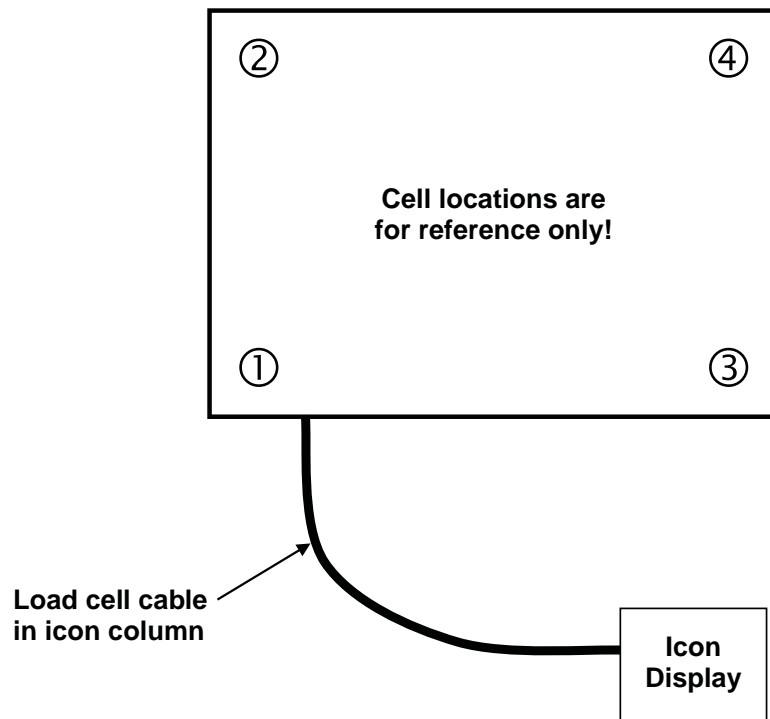 ② ④
Cell locations are
for reference only!
① ③
Load cell cable
in icon column
Icon
Display